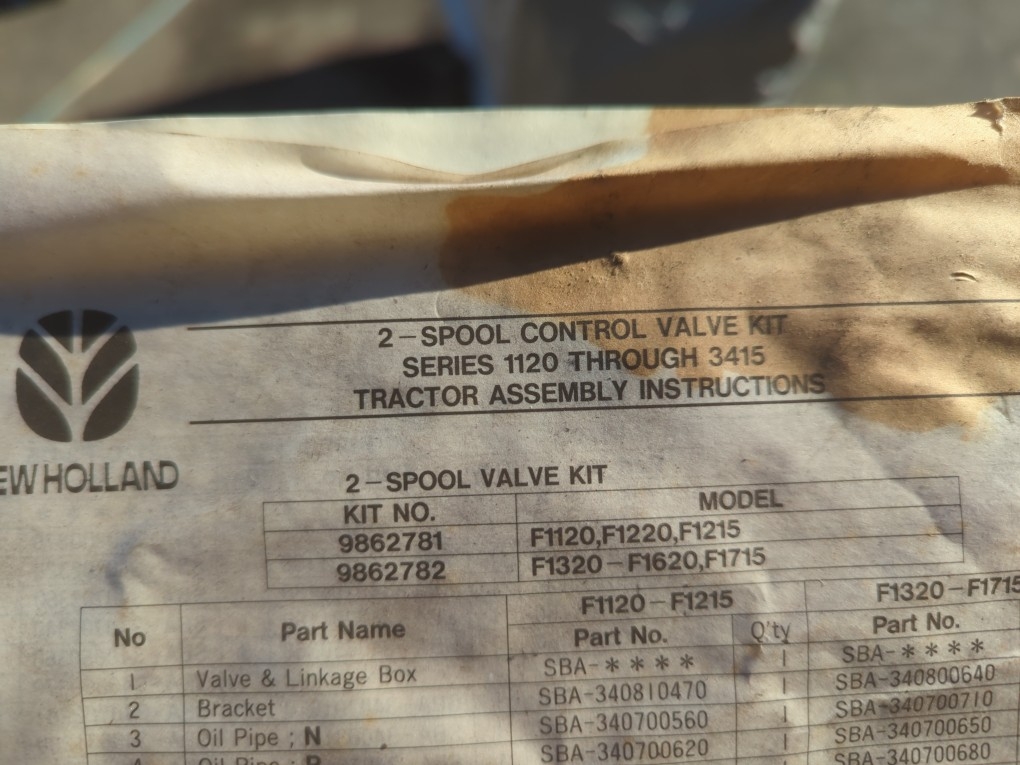 2-SPOOL CONTROL VALVE KIT
SERIES 1120 THROUGH 3415
TRACTOR ASSEMBLY INSTRUCTIONS
EW HOLLAND
2-SPOOL VALVE KIT
KIT NO. MODEL
9862781 F1120,F1220,F1215
9862782 F1320-F1620,F1715
F1120-F1215 F1320-F1715
No Part Name Part No. Q'ty Part No.
1 Valve & Linkage Box SBA-**** 1 SBA-****
2 Bracket SBA-340810470 1 SBA-340800640
3 Oil Pipe ; N SBA-340700560 1 SBA-340700710
4 Oil Pipe ; SBA-340700620 1 SBA-340700650
SBA-340700680